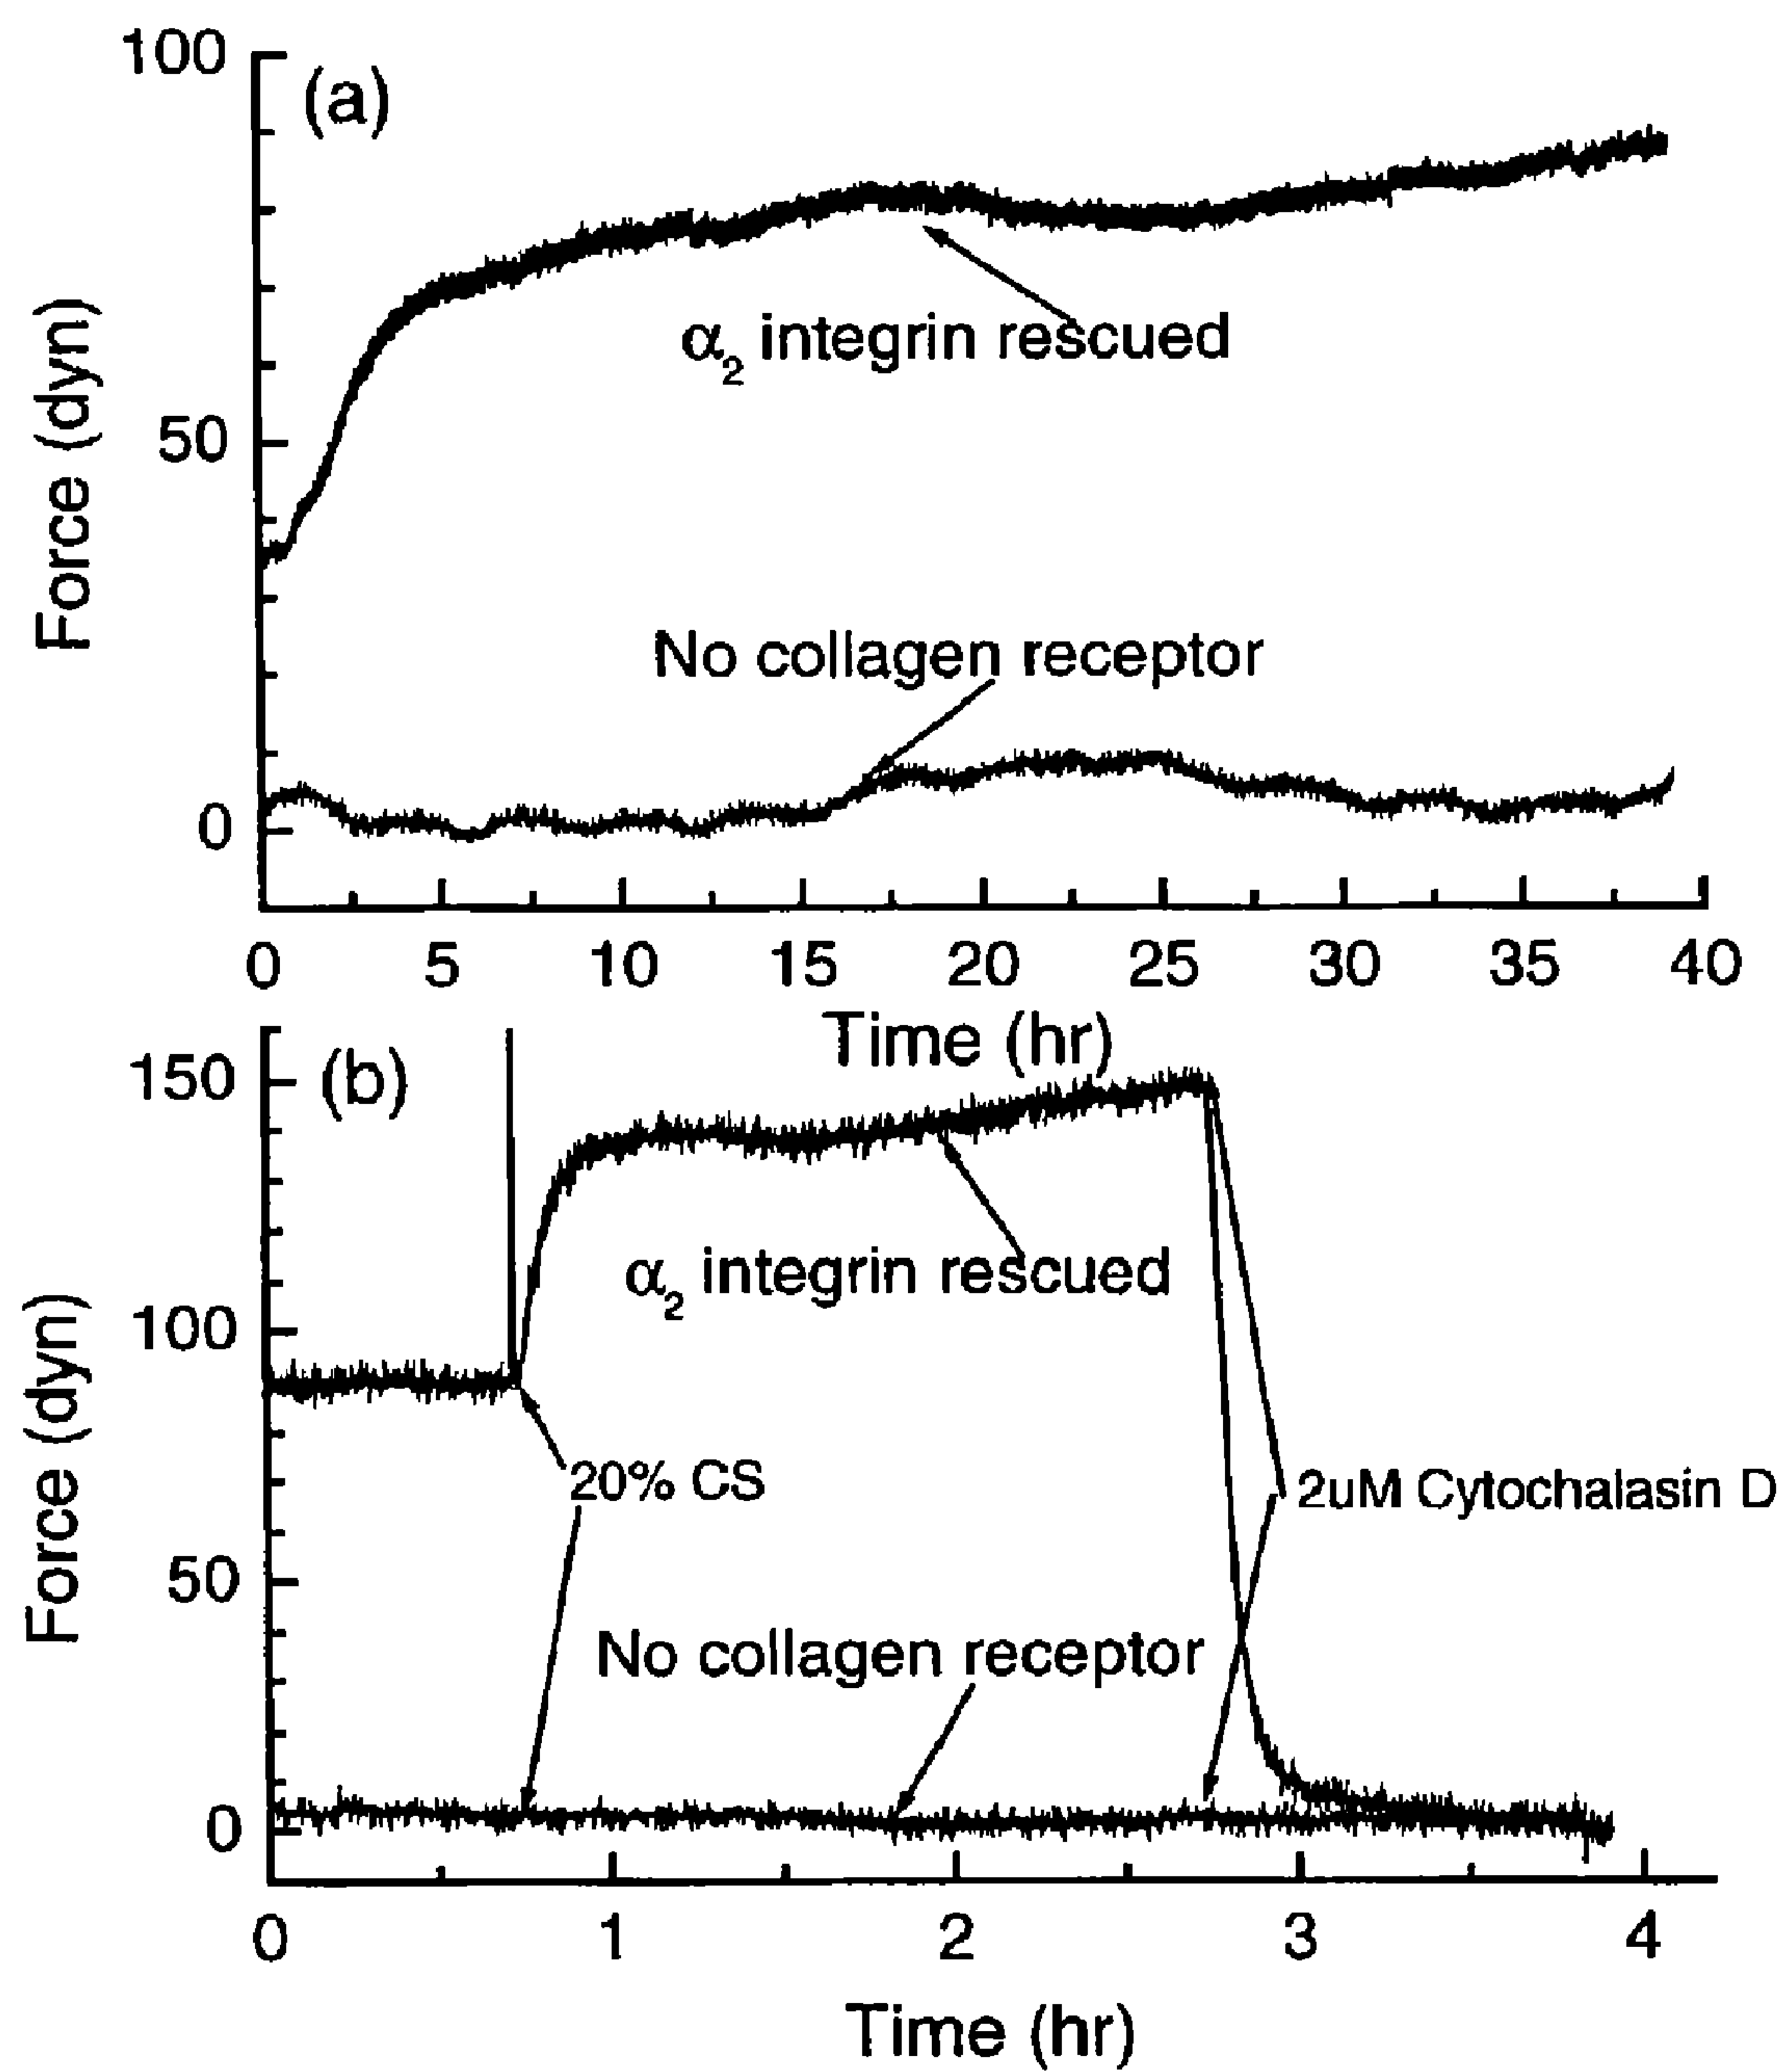 100
(a)
Force (dyn)
α2 integrin rescued
50
No collagen receptor
0
0 5 10 15 20 25 30 35 40
Time (hr)
150
(b)
Force (dyn)
α2 integrin rescued
100
20% CS
2uM Cytochalasin D
50
No collagen receptor
0
0 1 2 3 4
Time (hr)